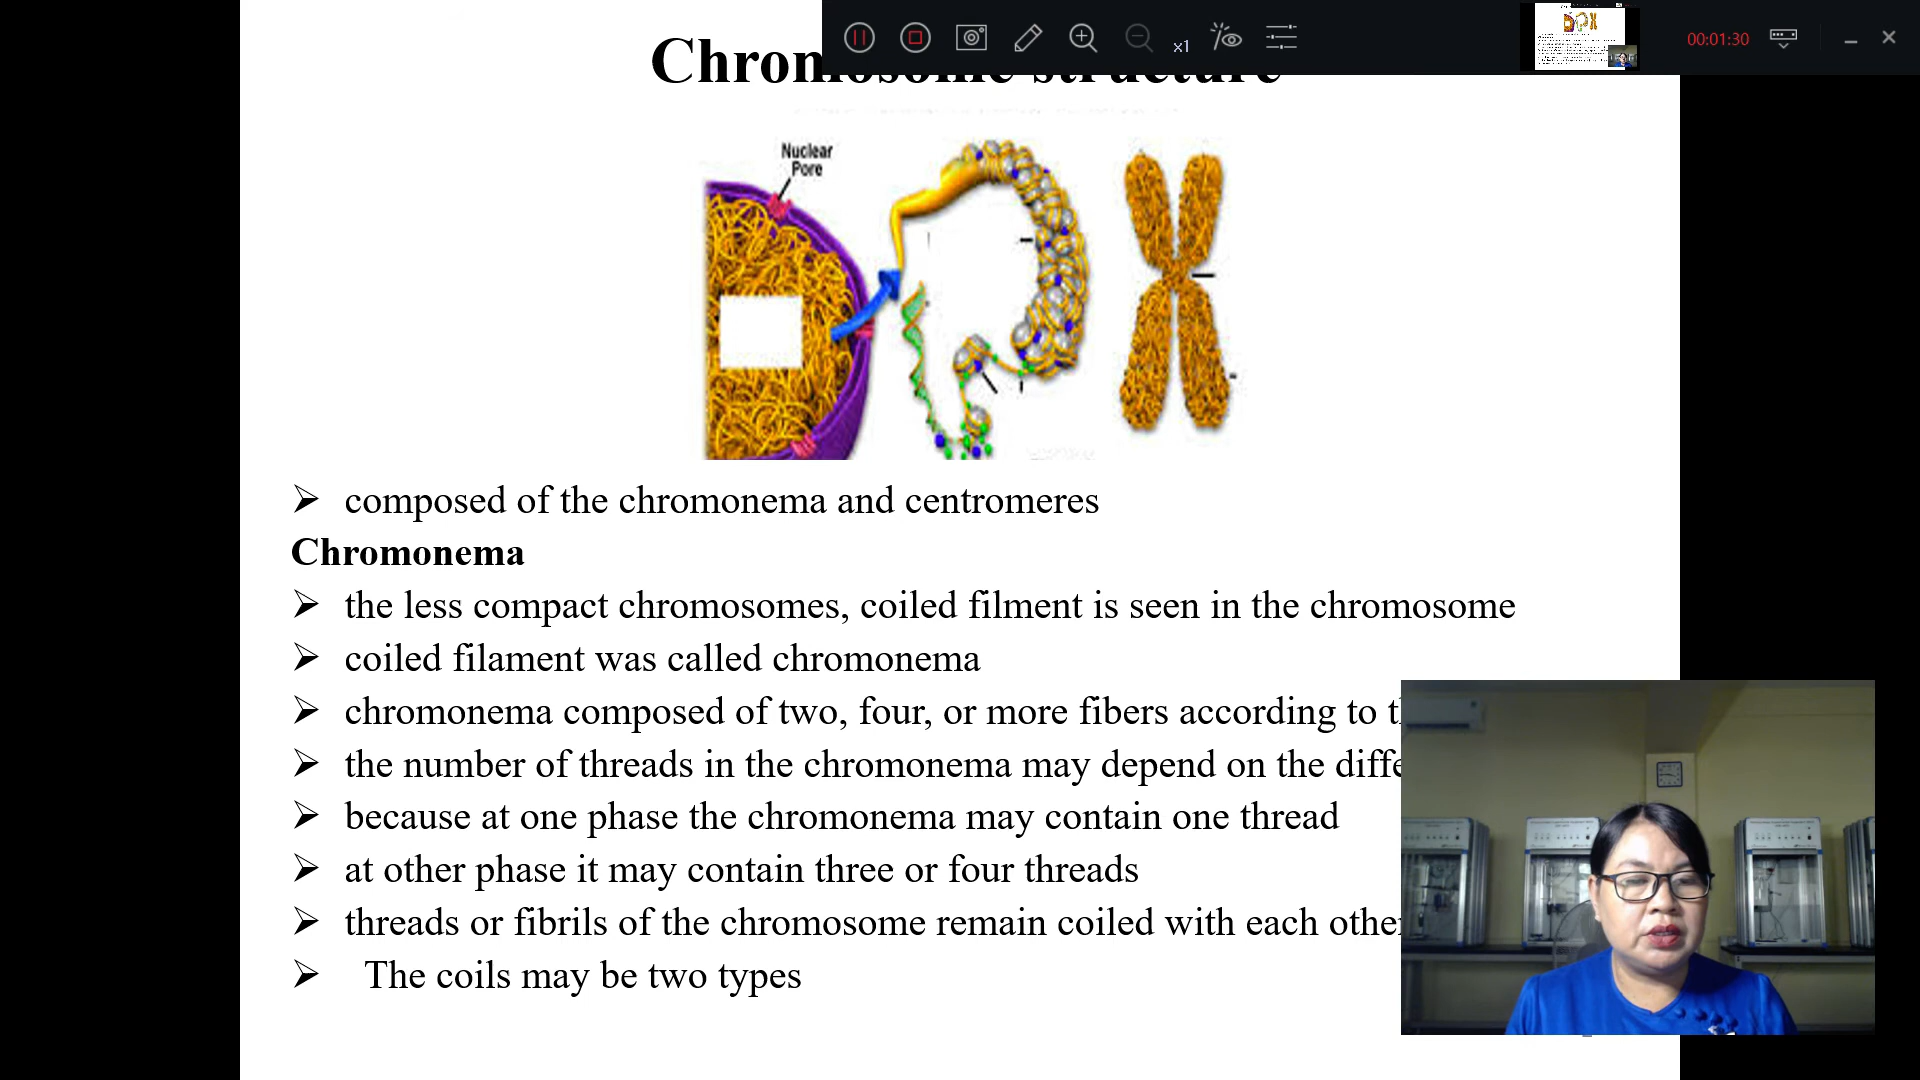 x1
00:01:30
Chromosome structure
Nuclear
Pore
➢ composed of the chromonema and centromeres
Chromonema
➢ the less compact chromosomes, coiled filment is seen in the chromosome
➢ coiled filament was called chromonema
➢ chromonema composed of two, four, or more fibers according to
➢ the number of threads in the chromonema may depend on the
➢ because at one phase the chromonema may contain one thread
➢ at other phase it may contain three or four threads
➢ threads or fibrils of the chromosome remain coiled with each other
➢ The coils may be two types